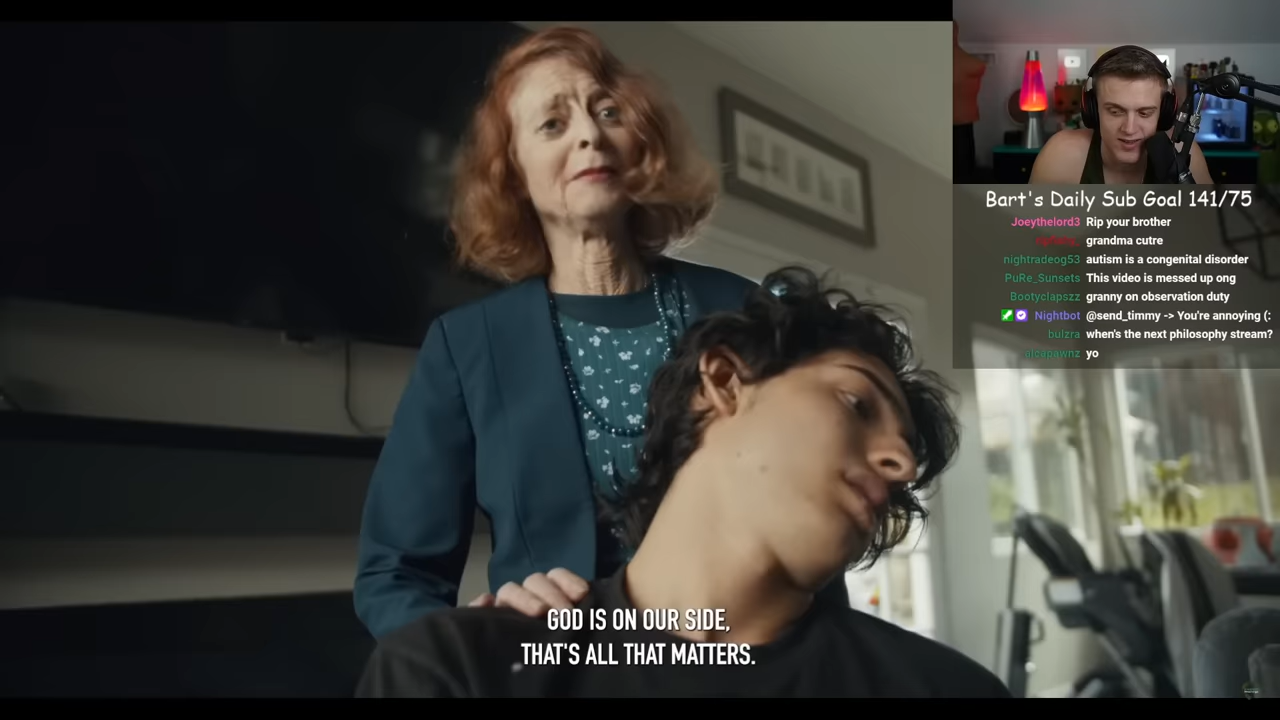 Bart's Daily Sub Goal 141/75
Joeythelord3 Rip your brother
grandma cutre
nightradeog53 autism is a congenital disorder
PuRe_Sunsets This video is messed up ong
Bootyclapszz granny on observation duty
Nightbot @send_timmy -> You're annoying (:
bulzra when's the next philosophy stream?
yo
GOD IS ON OUR SIDE,
THAT'S ALL THAT MATTERS.